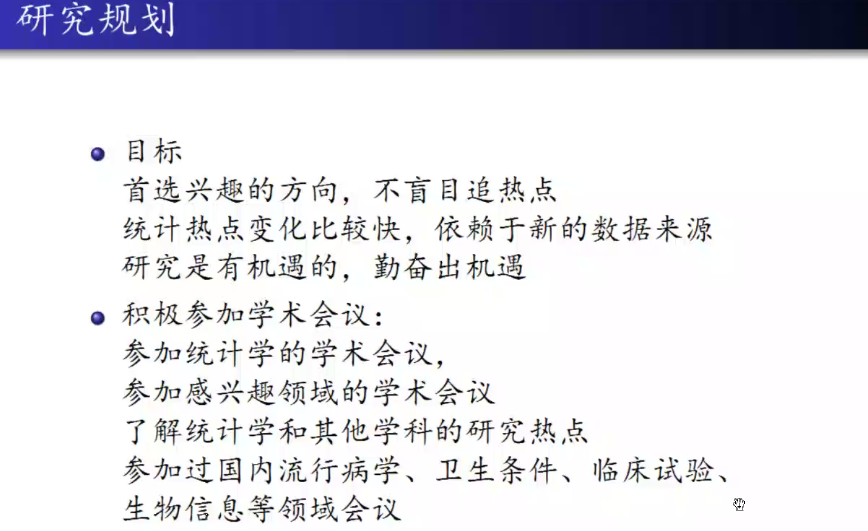 研究规划
目标
首选兴趣的方向，不盲目追热点
统计热点变化比较快，依赖于新的数据来源
研究是有机遇的，勤奋出机遇
积极参加学术会议：
参加统计学的学术会议，
参加感兴趣领域的学术会议
了解统计学和其他学科的研究热点
参加过国内流行病学、卫生条件、临床试验、
生物信息等领域会议